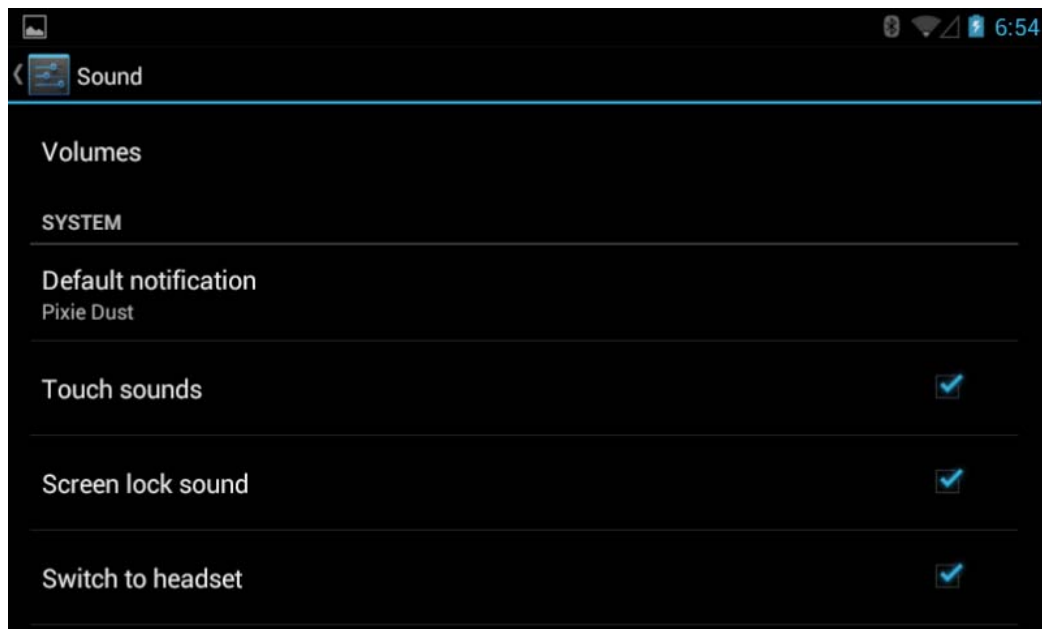 6:54
Sound
Volumes
SYSTEM
Default notification
Pixie Dust
Touch sounds
Screen lock sound
Switch to headset